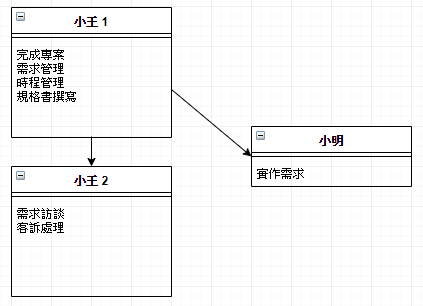 小王 1
完成專案
需求管理
時程管理
規格書撰寫
小明
實作需求
小王 2
需求訪談
客訴處理